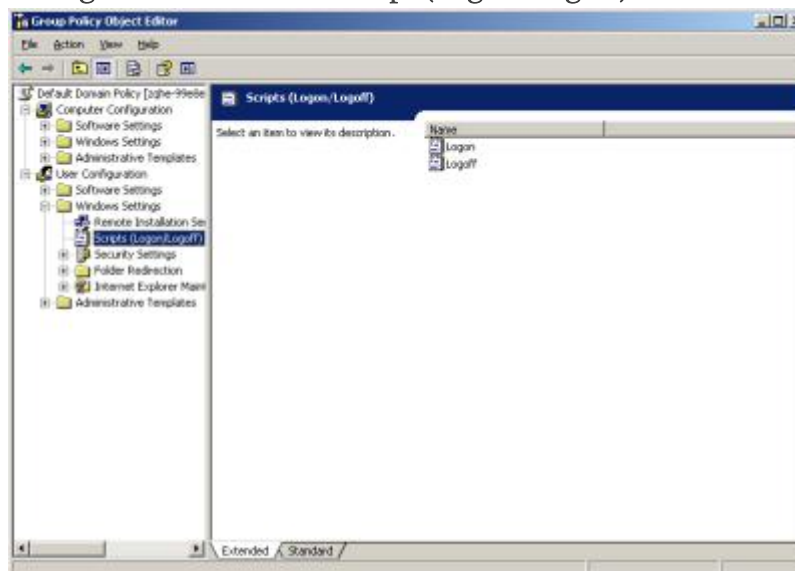 Group Policy Object Editor
File Action View Help
Default Domain Policy [zqhe-99e8e
Computer Configuration
Software Settings
Windows Settings
Administrative Templates
User Configuration
Software Settings
Windows Settings
Remote Installation Ser
Scripts (Logon/Logoff)
Security Settings
Folder Redirection
Internet Explorer Main
Administrative Templates
Scripts (Logon/Logoff)
Select an item to view its description.
Name
Logon
Logoff
Extended Standard